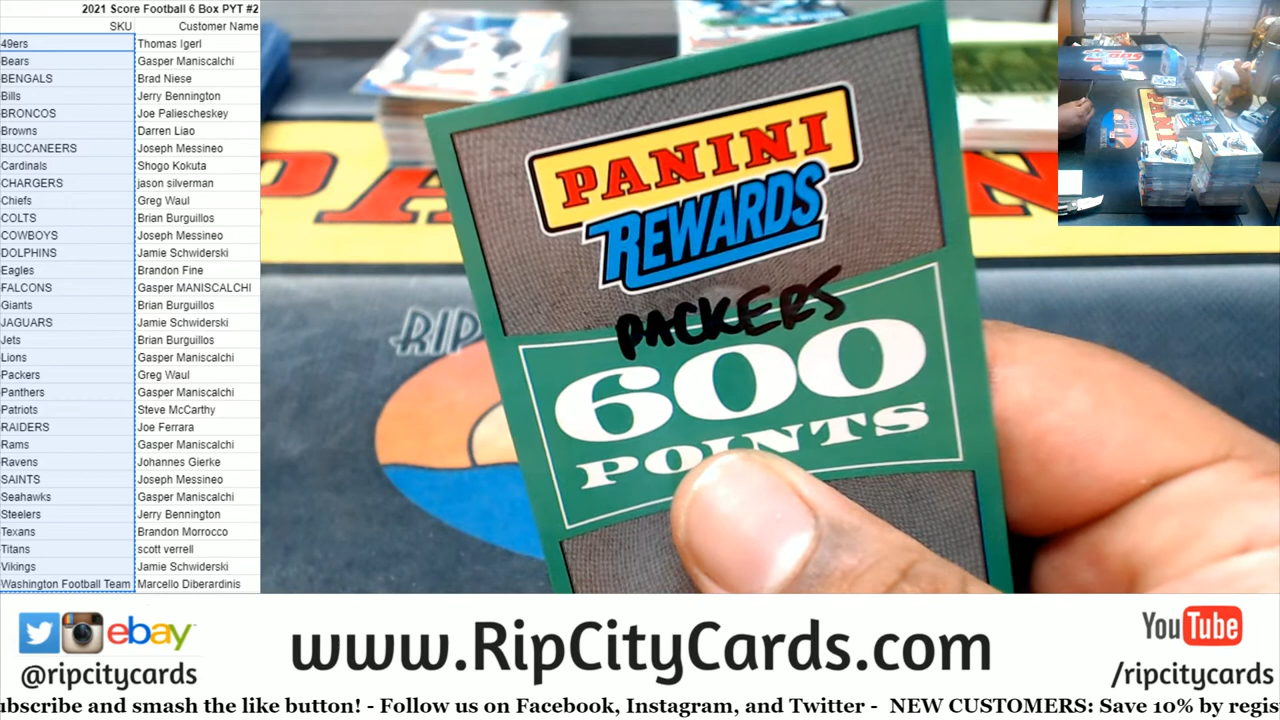 2021 Score Football 6 Box PYT #2
SKU Customer Name
49ers Thomas Igerl
Bears Gasper Maniscalchi
BENGALS Brad Niese
Bills Jerry Bennington
BRONCOS Joe Paliescheskey
Browns Darren Liao
BUCCANEERS Joseph Messineo
Cardinals Shogo Kokuta
CHARGERS jason silverman
Chiefs Greg Waul
COLTS Brian Burguillos
COWBOYS Joseph Messineo
DOLPHINS Jamie Schwiderski
Eagles Brandon Fine
FALCONS Gasper MANISCALCHI
Giants Brian Burguillos
JAGUARS Jamie Schwiderski
Jets Brian Burguillos
Lions Gasper Maniscalchi
Packers Greg Waul
Panthers Gasper Maniscalchi
Patriots Steve McCarthy
RAIDERS Joe Ferrara
Rams Gasper Maniscalchi
Ravens Johannes Gierke
SAINTS Joseph Messineo
Seahawks Gasper Maniscalchi
Steelers Jerry Bennington
Texans Brandon Morrocco
Titans scott verrell
Vikings Jamie Schwiderski
Washington Football Team Marcello Diberardinis
PANINI
REWARDS
PACKERS
600
POINTS
RIP
PANINI
ebay
@ripcitycards
www.RipCityCards.com
YouTube
/ripcitycards
ubscribe and smash the like button! - Follow us on Facebook, Instagram, and Twitter - NEW CUSTOMERS: Save 10% by regis